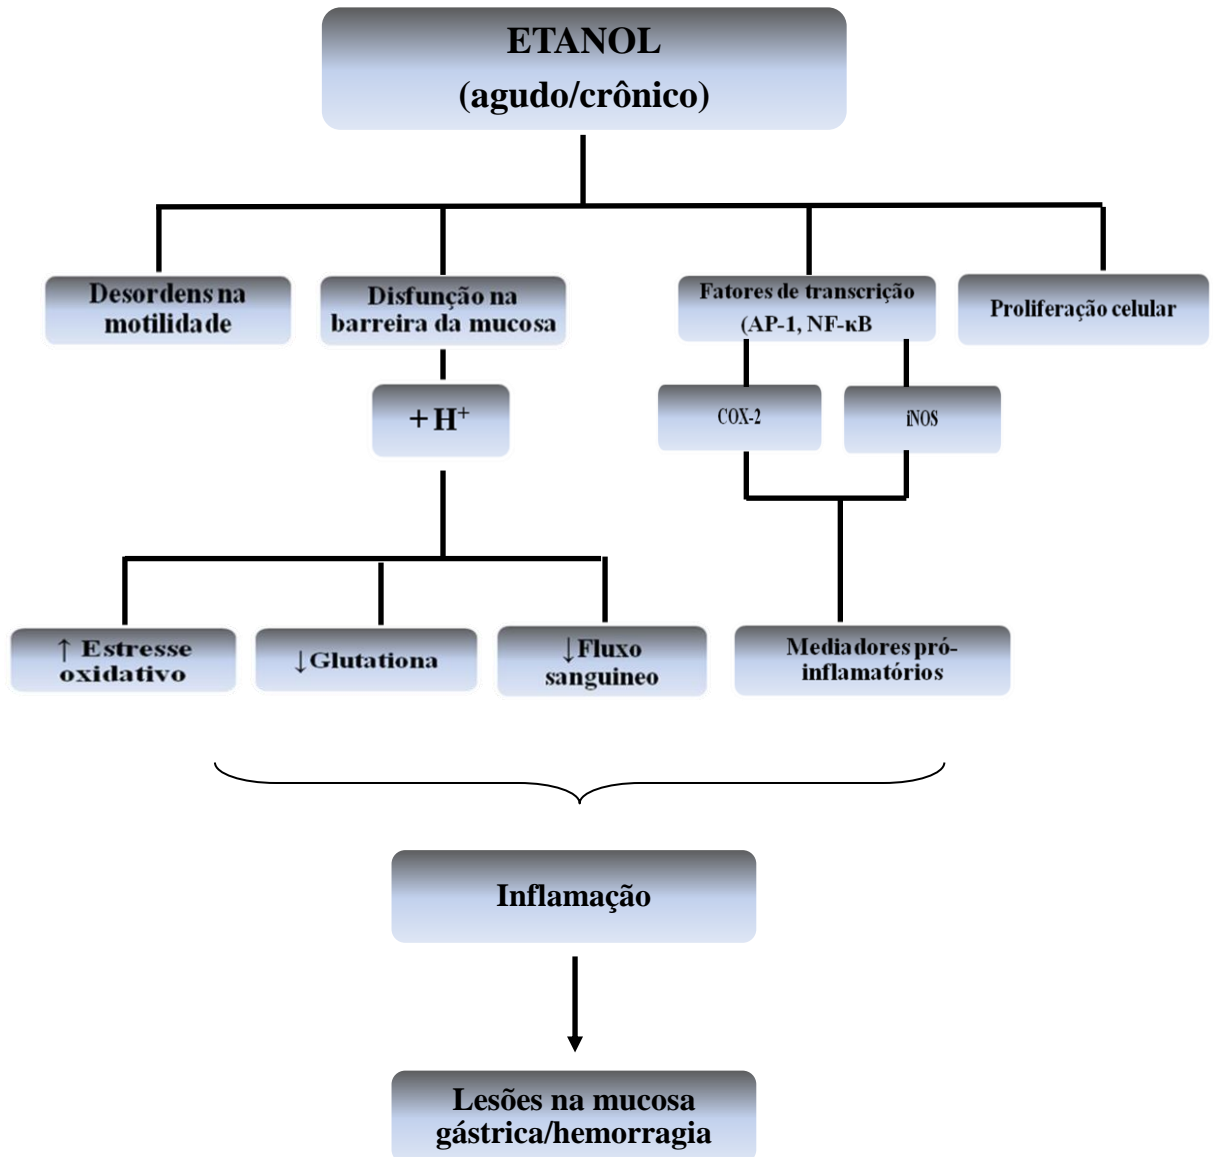 ETANOL
(agudo/crônico)
Desordens na
motilidade
Disfunção na
barreira da mucosa
Fatores de transcrição
(AP-1, NF-κB
Proliferação celular
+ H⁺
COX-2
iNOS
↑ Estresse
oxidativo
↓Glutationa
↓Fluxo
sanguineo
Mediadores pró-
inflamatórios
Inflamação
Lesões na mucosa
gástrica/hemorragia